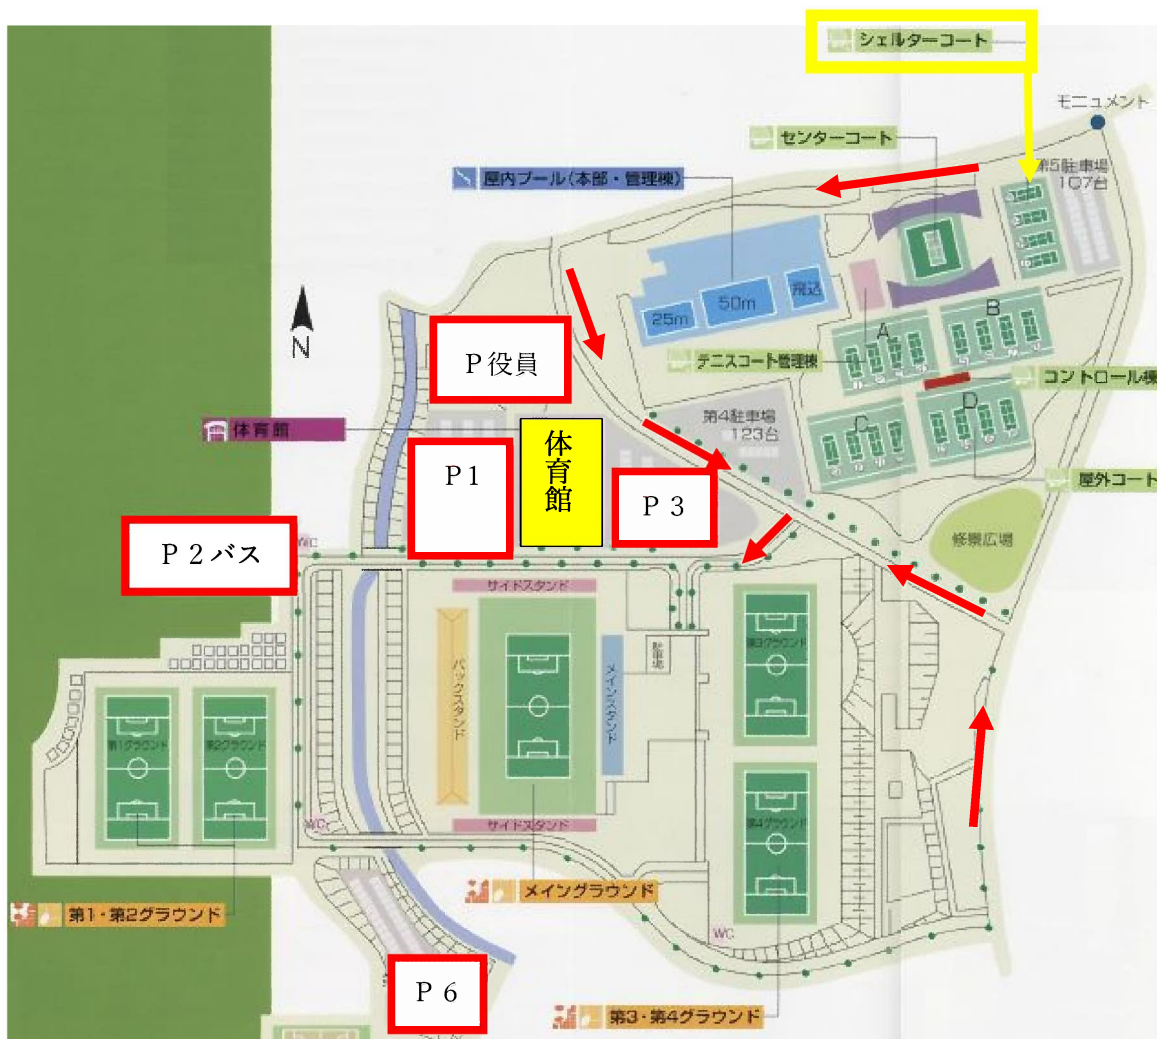 シェルターコート
モニュメント
センターコート
第5駐車場
107台
屋内プール(本部・管理棟)
飛込
50m
25m
N
A
B
テニスコート管理棟
コントロール棟
P役員
体育館
第4駐車場
123台
C
D
体育館
P1
P3
屋外コート
P2バス
WC
修景広場
サイドスタンド
バックスタンド
メインスタンド
駐車場
第3グラウンド
第1グラウンド
第2グラウンド
第4グラウンド
WC
サイドスタンド
メイングラウンド
第1・第2グラウンド
WC
P6
第3・第4グラウンド